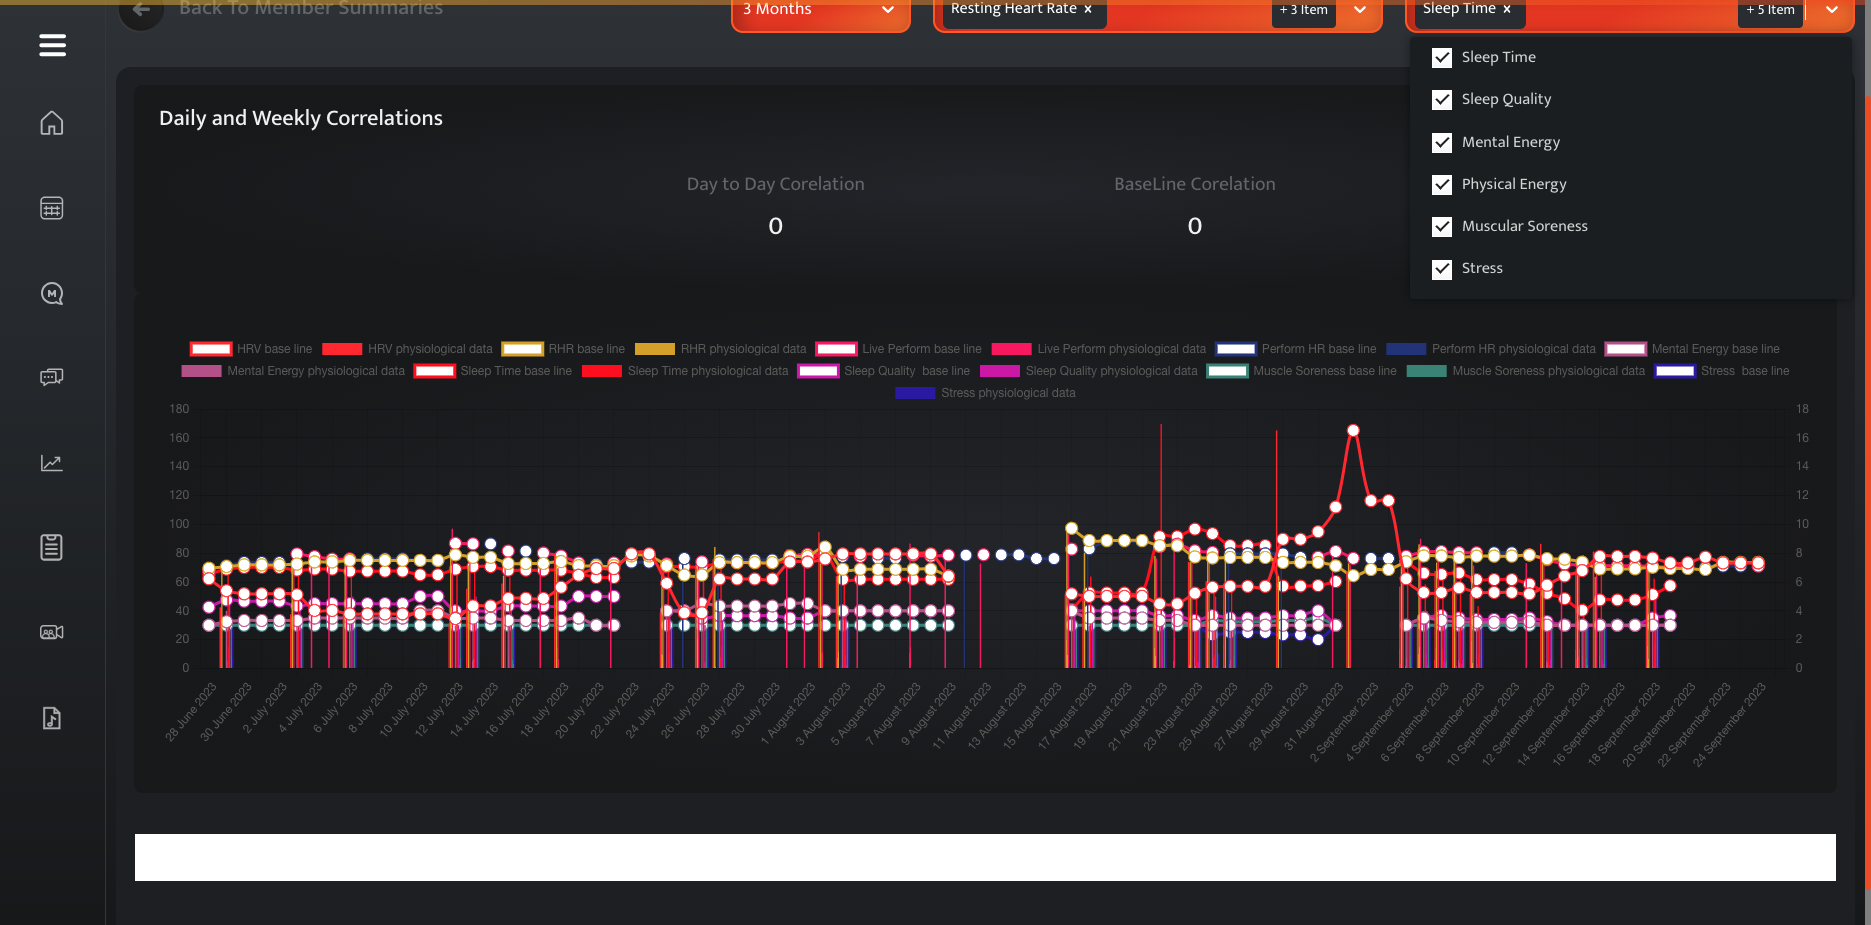 Back To Member Summaries
3 Months
Resting Heart Rate ×
+ 3 Item
Sleep Time ×
+ 5 Item
Sleep Time
Sleep Quality
Mental Energy
Physical Energy
Muscular Soreness
Stress
Daily and Weekly Correlations
Day to Day Corelation
0
BaseLine Corelation
0
M
HRV base line HRV physiological data RHR base line RHR physiological data Live Perform base line Live Perform physiological data Perform HR base line Perform HR physiological data Mental Energy base line
Mental Energy physiological data Sleep Time base line Sleep Time physiological data Sleep Quality base line Sleep Quality physiological data Muscle Soreness base line Muscle Soreness physiological data Stress base line
Stress physiological data
180
160
140
120
100
80
60
40
20
0
18
16
14
12
10
8
6
4
2
0
28 June 2023
30 June 2023
2 July 2023
4 July 2023
6 July 2023
8 July 2023
10 July 2023
12 July 2023
14 July 2023
16 July 2023
18 July 2023
20 July 2023
22 July 2023
24 July 2023
26 July 2023
28 July 2023
30 July 2023
1 August 2023
3 August 2023
5 August 2023
7 August 2023
9 August 2023
11 August 2023
13 August 2023
15 August 2023
17 August 2023
19 August 2023
21 August 2023
23 August 2023
25 August 2023
27 August 2023
29 August 2023
31 August 2023
2 September 2023
4 September 2023
6 September 2023
8 September 2023
10 September 2023
12 September 2023
14 September 2023
16 September 2023
18 September 2023
20 September 2023
22 September 2023
24 September 2023